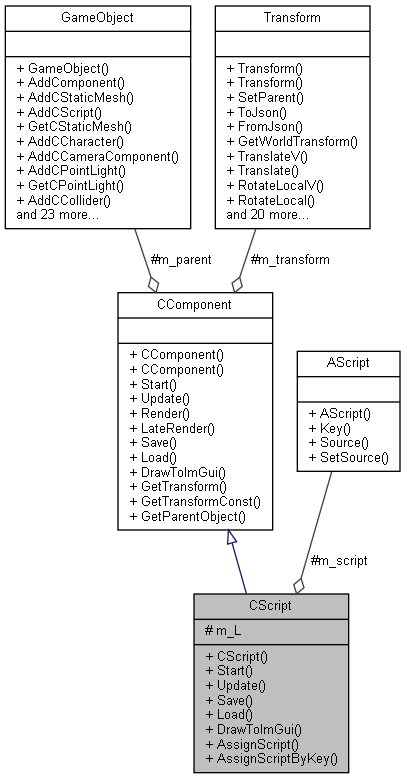 GameObject
+ GameObject()
+ AddComponent()
+ AddCStaticMesh()
+ AddCScript()
+ GetCStaticMesh()
+ AddCCharacter()
+ AddCCameraComponent()
+ AddCPointLight()
+ GetCPointLight()
+ AddCCollider()
and 23 more...
Transform
+ Transform()
+ Transform()
+ SetParent()
+ ToJson()
+ FromJson()
+ GetWorldTransform()
+ TranslateV()
+ Translate()
+ RotateLocalV()
+ RotateLocal()
and 20 more...
#m_parent
#m_transform
CComponent
+ CComponent()
+ CComponent()
+ Start()
+ Update()
+ Render()
+ LateRender()
+ Save()
+ Load()
+ DrawToImGui()
+ GetTransform()
+ GetTransformConst()
+ GetParentObject()
AScript
+ AScript()
+ Key()
+ Source()
+ SetSource()
#m_script
CScript
# m_L
+ CScript()
+ Start()
+ Update()
+ Save()
+ Load()
+ DrawToImGui()
+ AssignScript()
+ AssignScriptByKey()